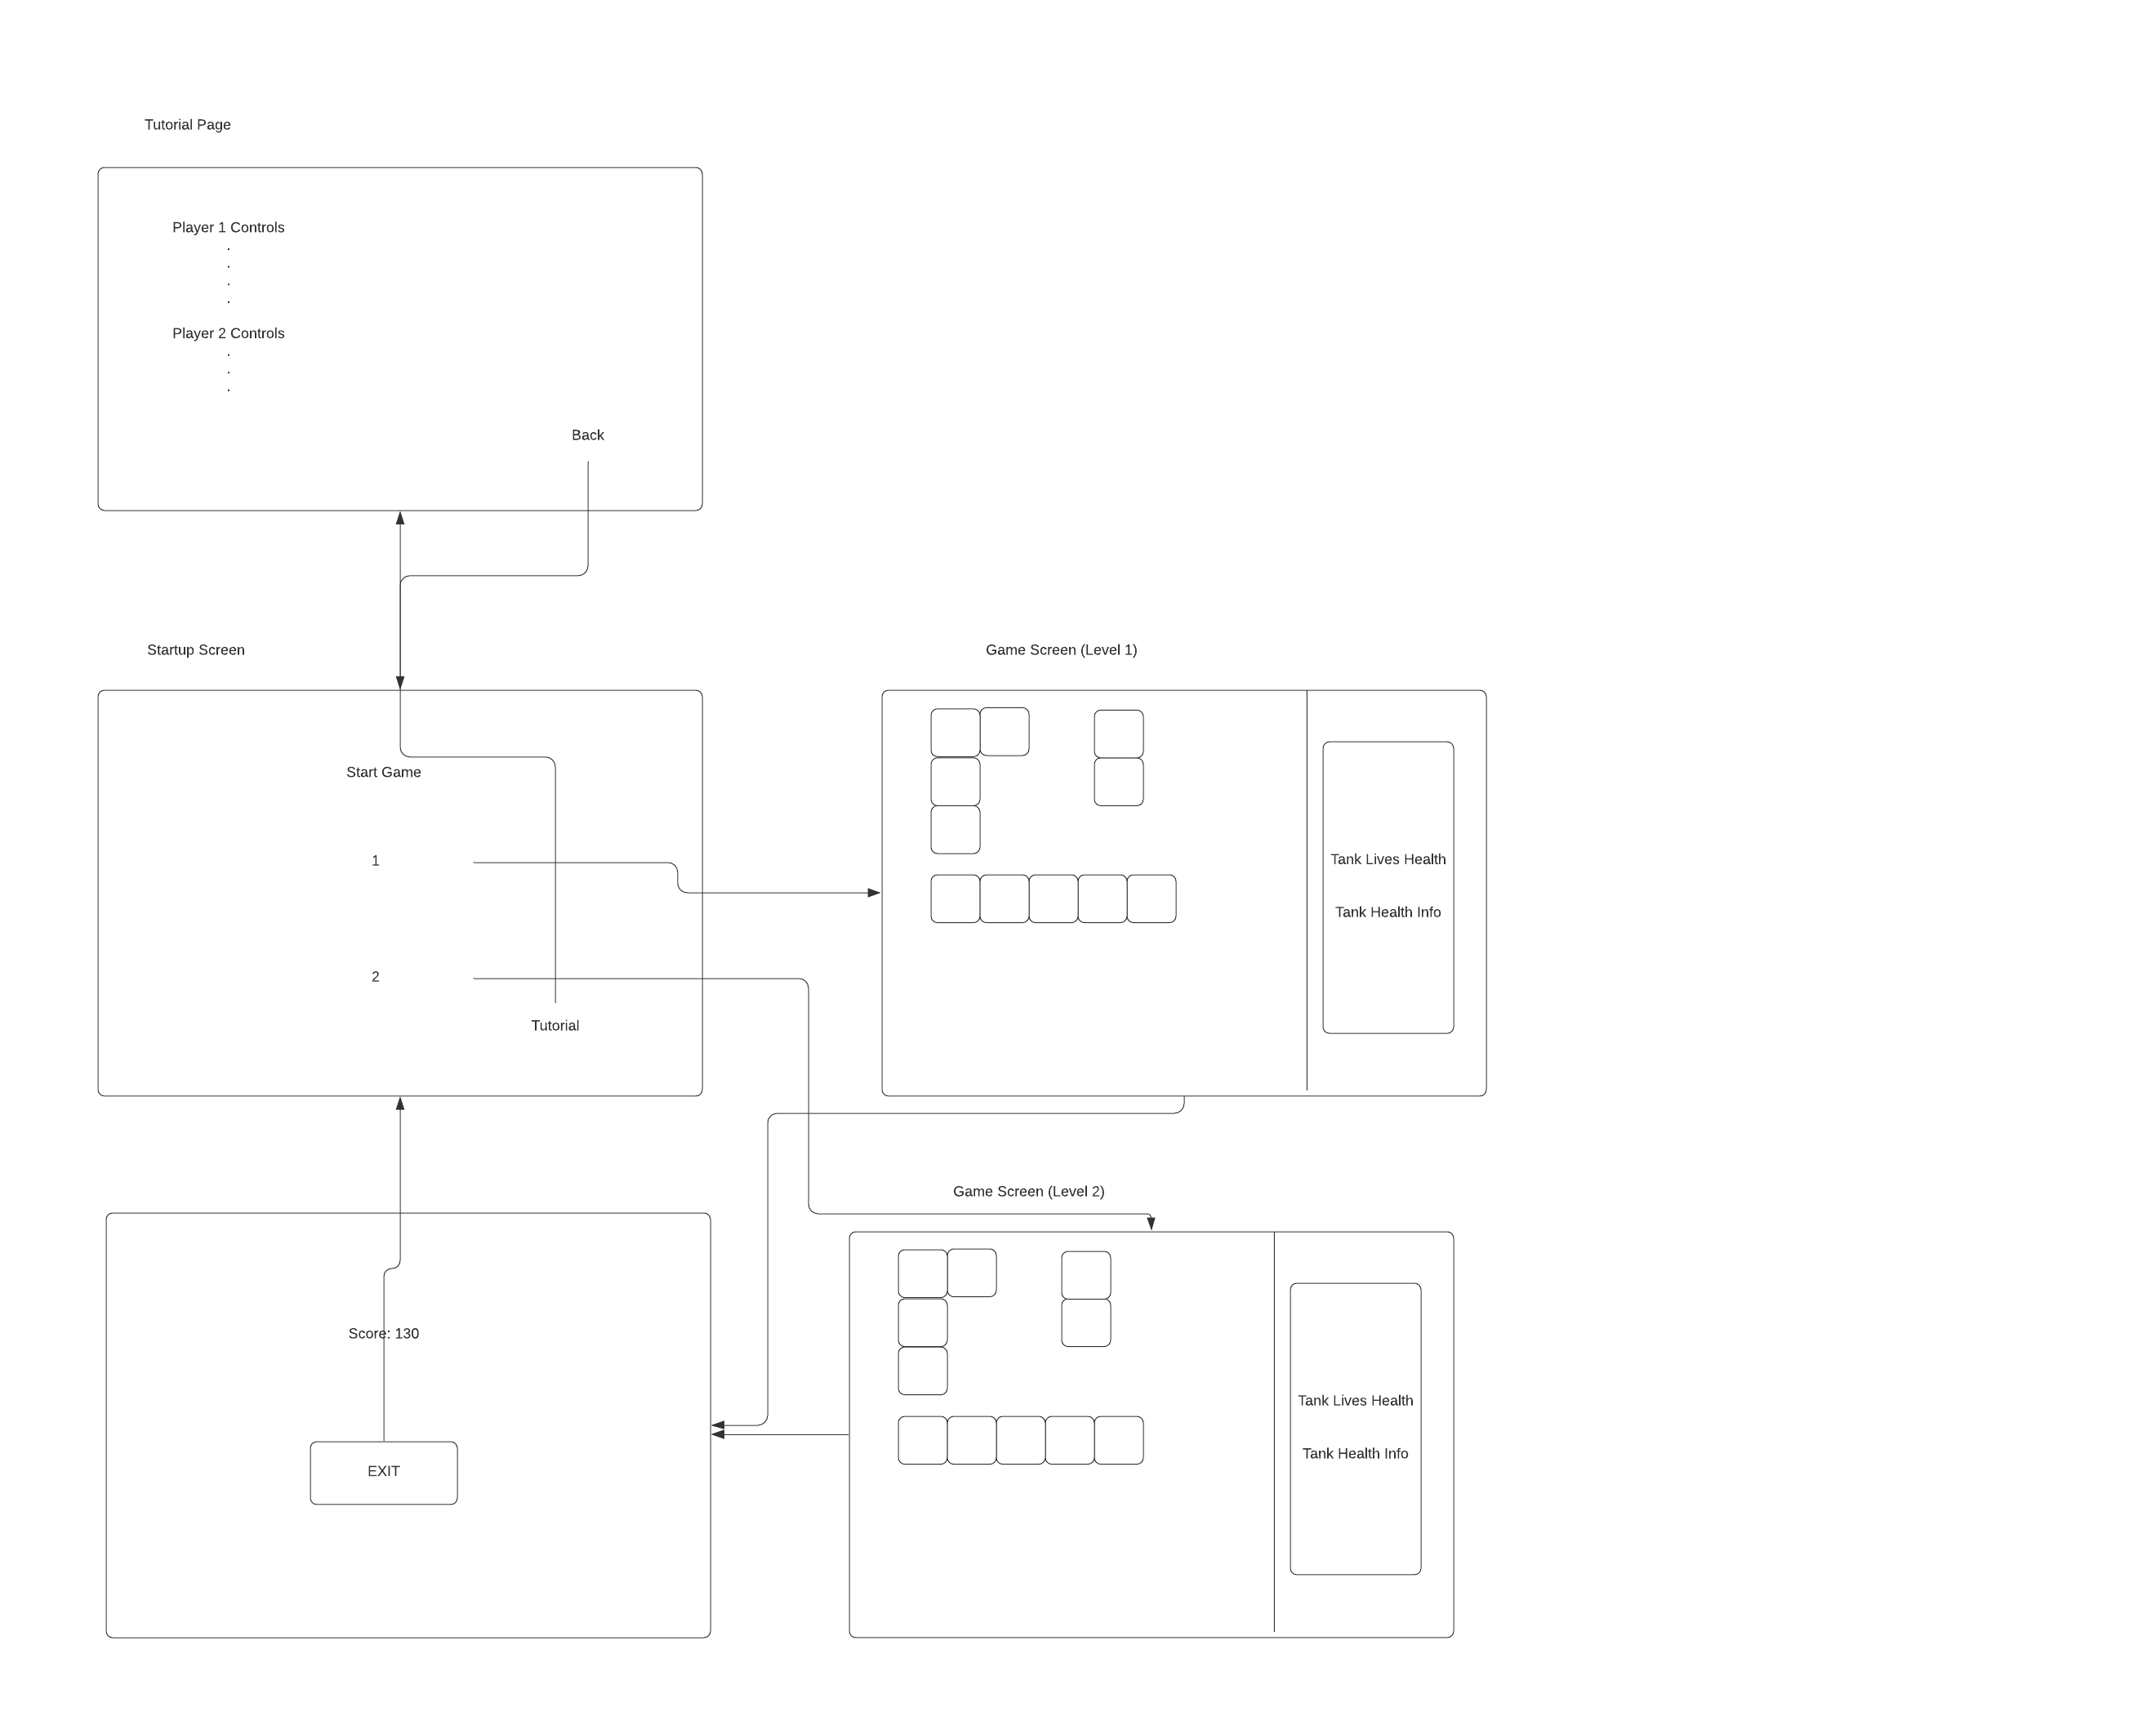 Tutorial Page
Player 1 Controls
.
.
.
.
Player 2 Controls
.
.
.
Back
Startup Screen
Start Game
1
2
Tutorial
Game Screen (Level 1)
Tank Lives Health
Tank Health Info
Score: 130
EXIT
Game Screen (Level 2)
Tank Lives Health
Tank Health Info